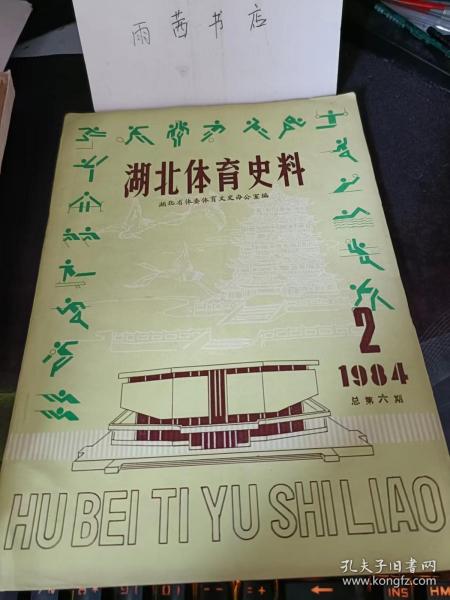 雨茜书店
湖北体育史料
湖北省体委体育文史办公室编
2
1984
总第六期
HU BEI TI YU SHI LIAO
孔夫子旧书网
www.kongfz.com
INS